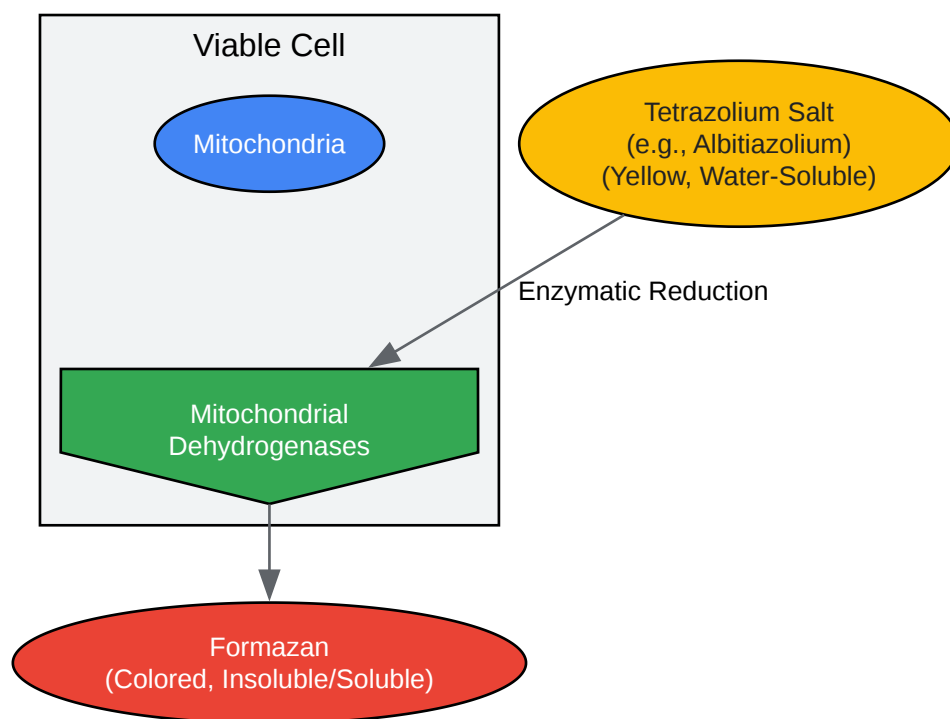 Viable Cell
Mitochondria
Tetrazolium Salt
(e.g., Albitiazolium)
(Yellow, Water-Soluble)
Enzymatic Reduction
Mitochondrial
Dehydrogenases
Formazan
(Colored, Insoluble/Soluble)